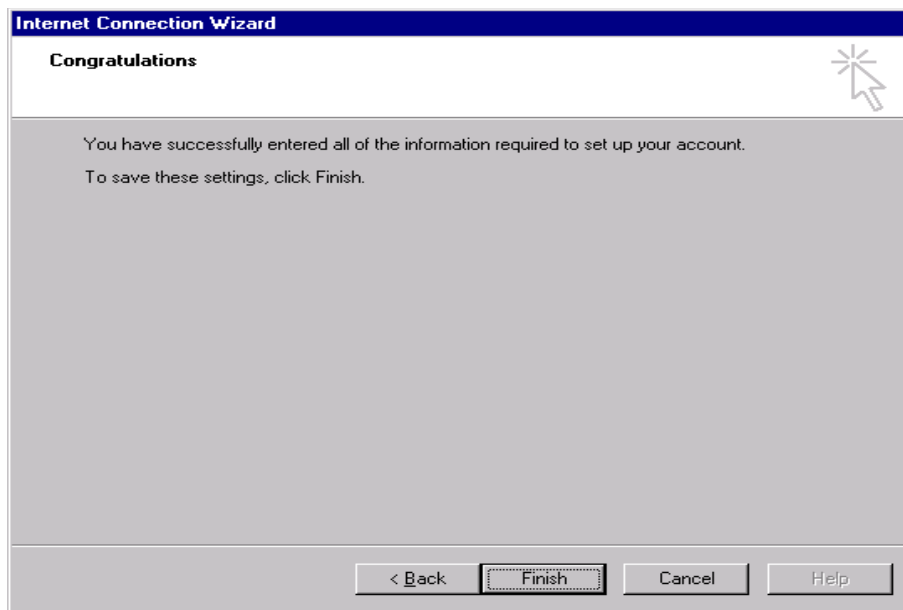 Internet Connection Wizard
Congratulations
You have successfully entered all of the information required to set up your account.
To save these settings, click Finish.
< Back
Finish
Cancel
Help